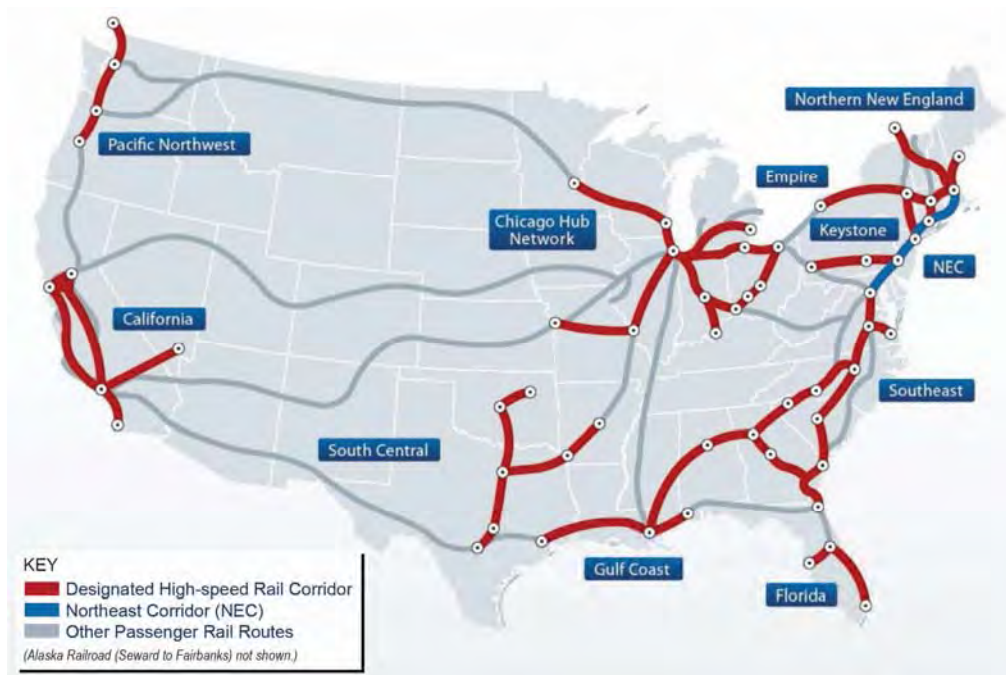 Northern New England
Pacific Northwest
Empire
Chicago Hub
Network
Keystone
NEC
California
Southeast
South Central
Gulf Coast
Florida
KEY
Designated High-speed Rail Corridor
Northeast Corridor (NEC)
Other Passenger Rail Routes
(Alaska Railroad (Seward to Fairbanks) not shown.)